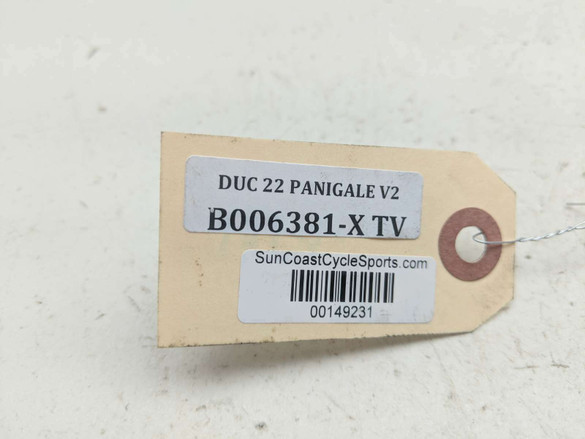 DUC 22 PANIGALE V2
B006381-X TV
SunCoastCycleSports.com
00149231